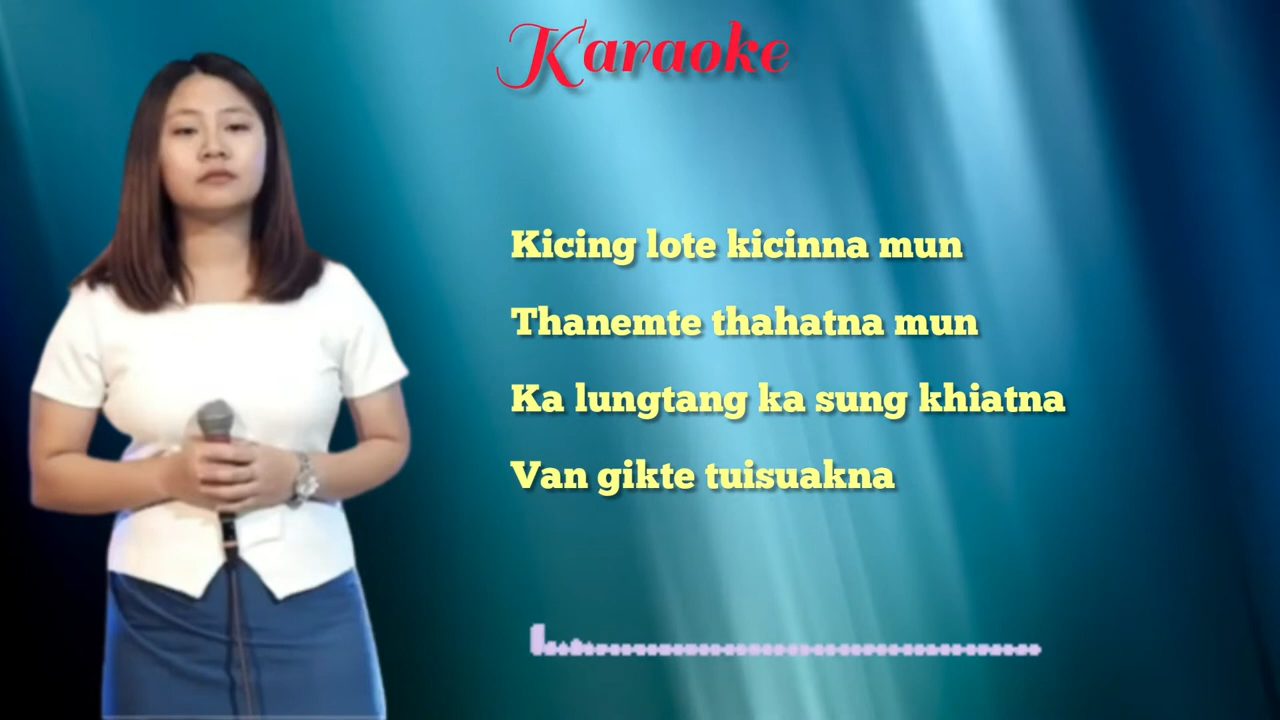 Karaoke
Kicing lote kicinna mun
Thanemte thahatna mun
Ka lungtang ka sung khiatna
Van gikte tuisuakna